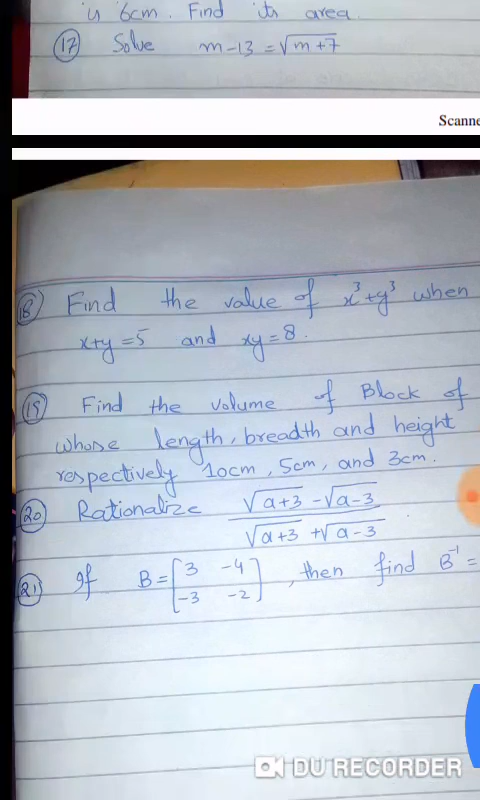 is 6cm. Find its area.
17 Solve m-13 = √m+7
Scanne
18 Find the value of x³+y³ when
x+y=5 and xy=8.
19 Find the volume of Block of
whose length, breadth and height
respectively 10cm, 5cm, and 3cm.
20 Rationalize √a+3 - √a-3
√a+3 + √a-3
21 If B = [3 -4
-3 -2] , then find B⁻¹ =
DU RECORDER